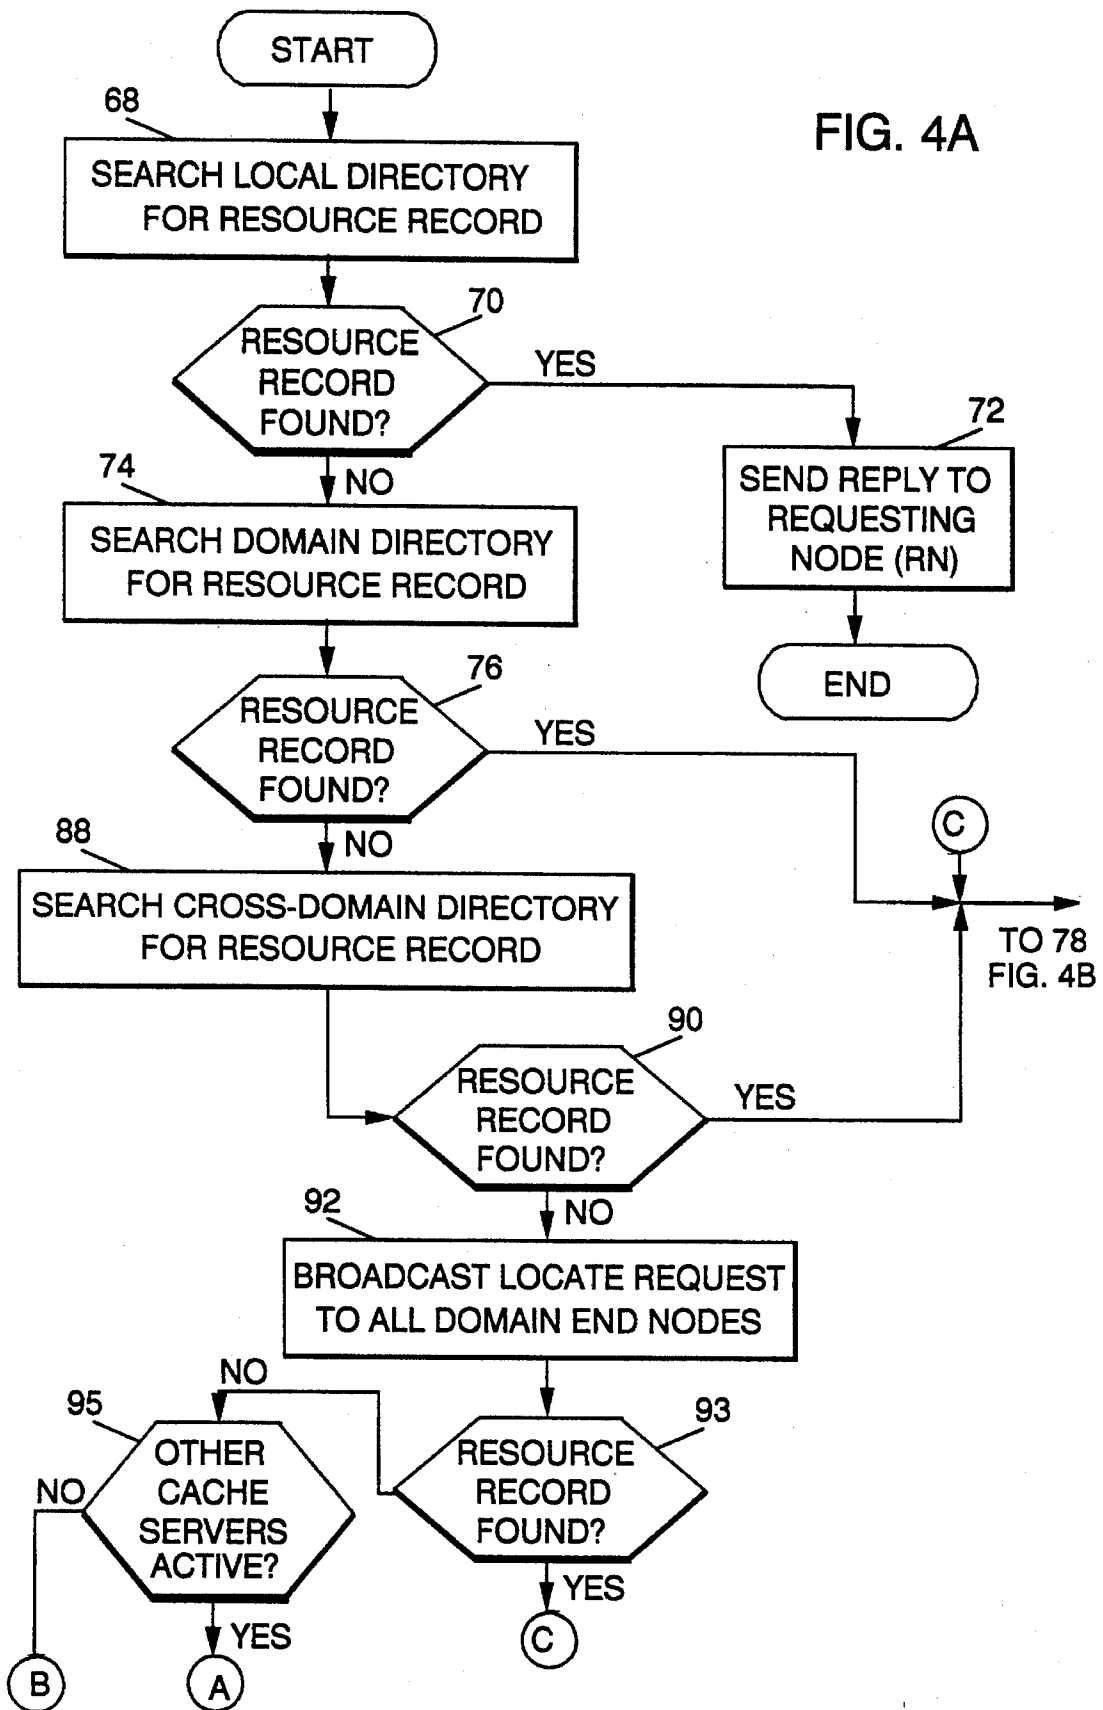 START
FIG. 4A
68
SEARCH LOCAL DIRECTORY
FOR RESOURCE RECORD
70
RESOURCE
RECORD
FOUND?
YES
NO
72
SEND REPLY TO
REQUESTING
NODE (RN)
END
74
SEARCH DOMAIN DIRECTORY
FOR RESOURCE RECORD
76
RESOURCE
RECORD
FOUND?
YES
NO
C
TO 78
FIG. 4B
88
SEARCH CROSS-DOMAIN DIRECTORY
FOR RESOURCE RECORD
90
RESOURCE
RECORD
FOUND?
YES
NO
92
BROADCAST LOCATE REQUEST
TO ALL DOMAIN END NODES
93
RESOURCE
RECORD
FOUND?
NO
YES
C
95
OTHER
CACHE
SERVERS
ACTIVE?
NO
YES
B
A